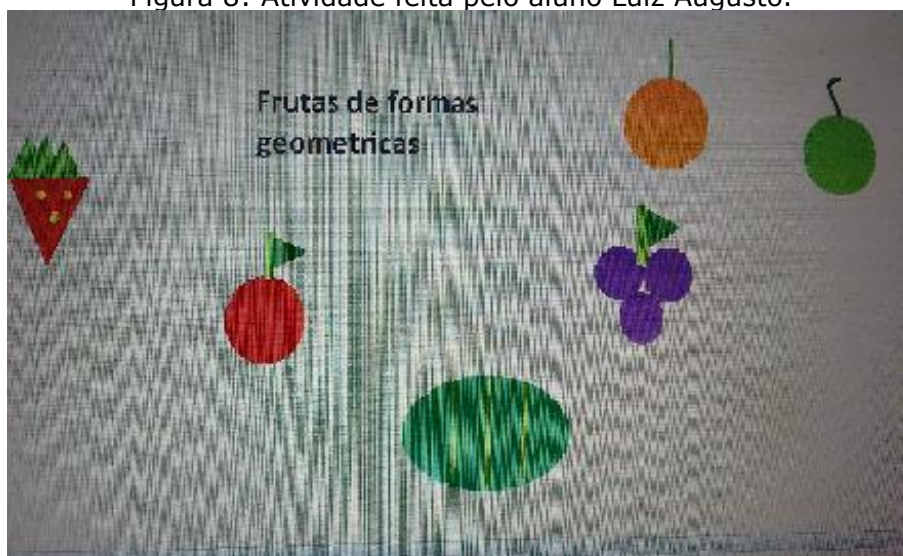 Figura 8: Atividade feita pelo aluno Luiz Augusto.
Frutas de formas
geometricas